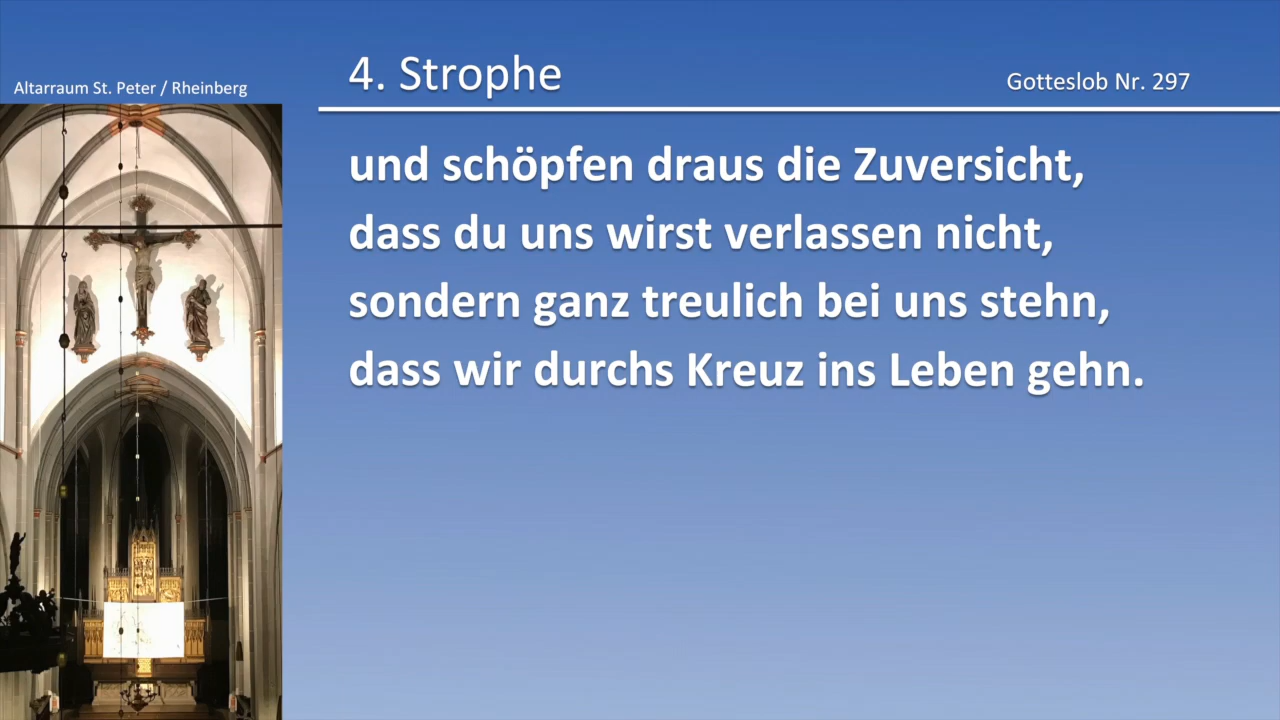 Altarraum St. Peter / Rheinberg
4. Strophe
Gotteslob Nr. 297
und schöpfen draus die Zuversicht,
dass du uns wirst verlassen nicht,
sondern ganz treulich bei uns stehn,
dass wir durchs Kreuz ins Leben gehn.